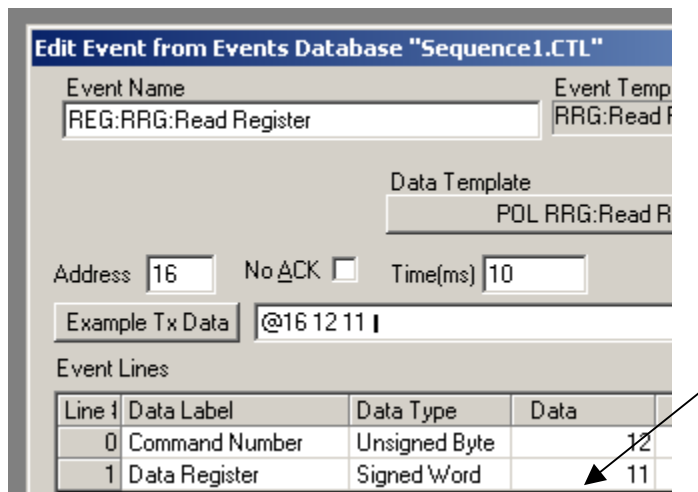 Edit Event from Events Database "Sequence1.CTL"
Event Name Event Temp
REG:RRG:Read Register RRG:Read
Data Template
POL RRG:Read R
Address 16 No ACK Time(ms) 10
Example Tx Data @16 12 11
Event Lines
Line Data Label Data Type Data
0 Command Number Unsigned Byte 12
1 Data Register Signed Word 11